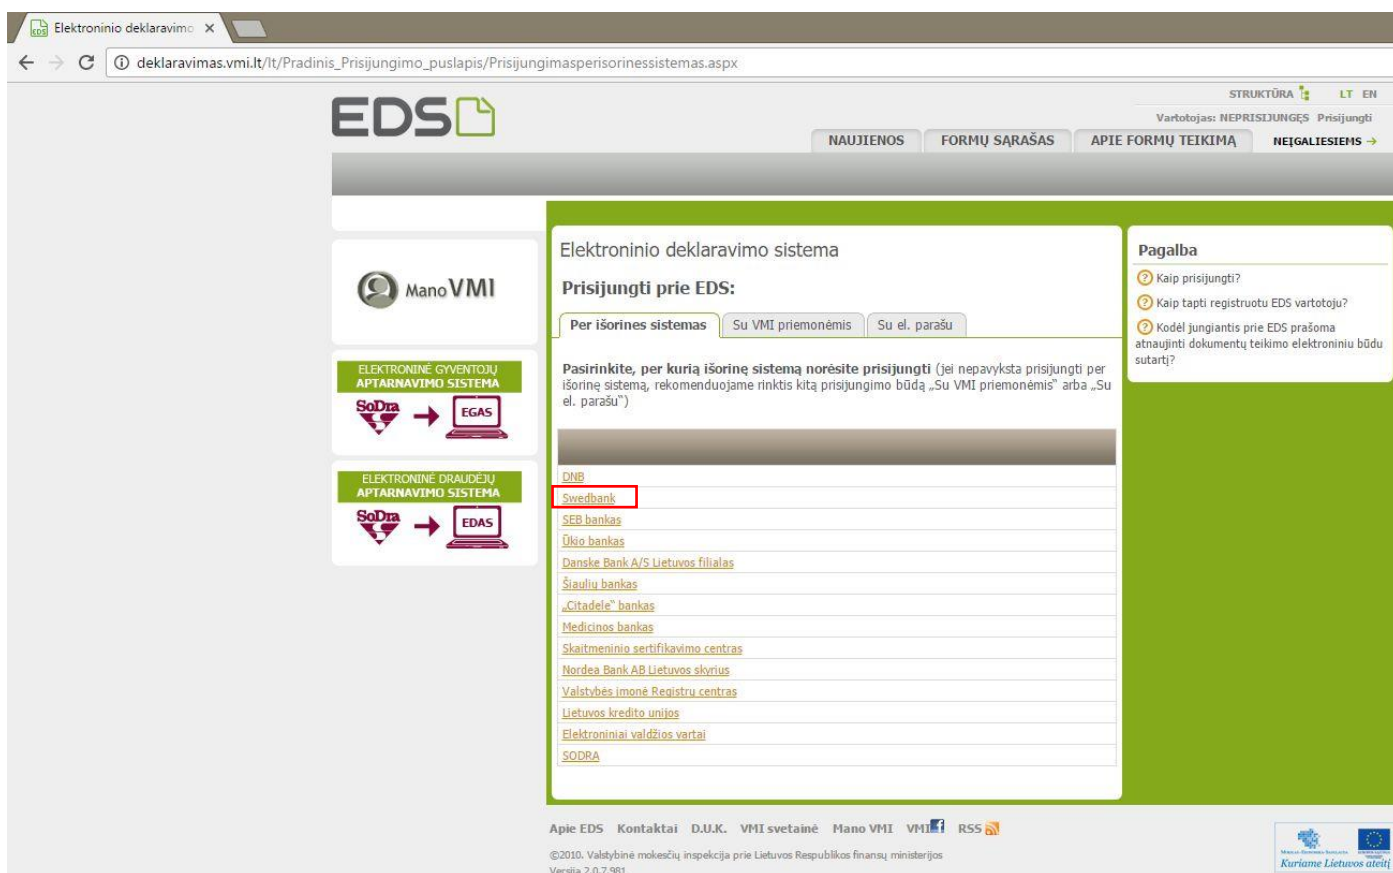 Elektroninio deklaravimo
deklaravimas.vmi.lt/lt/Pradinis_Prisijungimo_puslapis/Prisijungimasperisorinessistemas.aspx
EDS
STRUKTŪRA LT EN
Vartotojas: NEPRISIJUNGĘS Prisijungti
NAUJIENOS FORMŲ SĄRAŠAS APIE FORMŲ TEIKIMĄ NEĮGALIESIEMS →
Mano VMI
ELEKTRONINĖ GYVENTOJŲ
APTARNAVIMO SISTEMA
SoDra EGAS
ELEKTRONINĖ DRAUDĖJŲ
APTARNAVIMO SISTEMA
SoDra EDAS
Elektroninio deklaravimo sistema
Prisijungti prie EDS:
Per išorines sistemas Su VMI priemonėmis Su el. parašu
Pasirinkite, per kurią išorinę sistemą norėsite prisijungti (jei nepavyksta prisijungti per
išorinę sistemą, rekomenduojame rinktis kitą prisijungimo būdą „Su VMI priemonėmis" arba „Su
el. parašu")
DNB
Swedbank
SEB bankas
Ūkio bankas
Danske Bank A/S Lietuvos filialas
Šiaulių bankas
„Citadele" bankas
Medicinos bankas
Skaitmeninio sertifikavimo centras
Nordea Bank AB Lietuvos skyrius
Valstybės įmonė Registrų centras
Lietuvos kredito unijos
Elektroniniai valdžios vartai
SODRA
Pagalba
Kaip prisijungti?
Kaip tapti registruotu EDS vartotoju?
Kodėl jungiantis prie EDS prašoma
atnaujinti dokumentų teikimo elektroniniu būdu
sutartį?
Apie EDS Kontaktai D.U.K. VMI svetainė Mano VMI VMI RSS
©2010. Valstybinė mokesčių inspekcija prie Lietuvos Respublikos finansų ministerijos
Versija 2.0.7.981
Kuriame Lietuvos ateitį